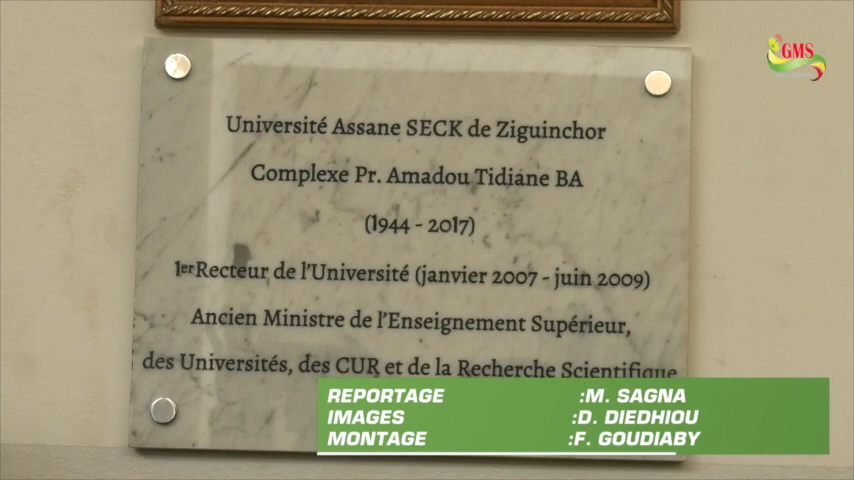 GMS
Université Assane SECK de Ziguinchor
Complexe Pr. Amadou Tidiane BA
(1944 - 2017)
1er Recteur de l'Université (janvier 2007 - juin 2009)
Ancien Ministre de l'Enseignement Supérieur,
des Universités, des CUR et de la Recherche Scientifique
REPORTAGE :M. SAGNA
IMAGES :D. DIEDHIOU
MONTAGE :F. GOUDIABY